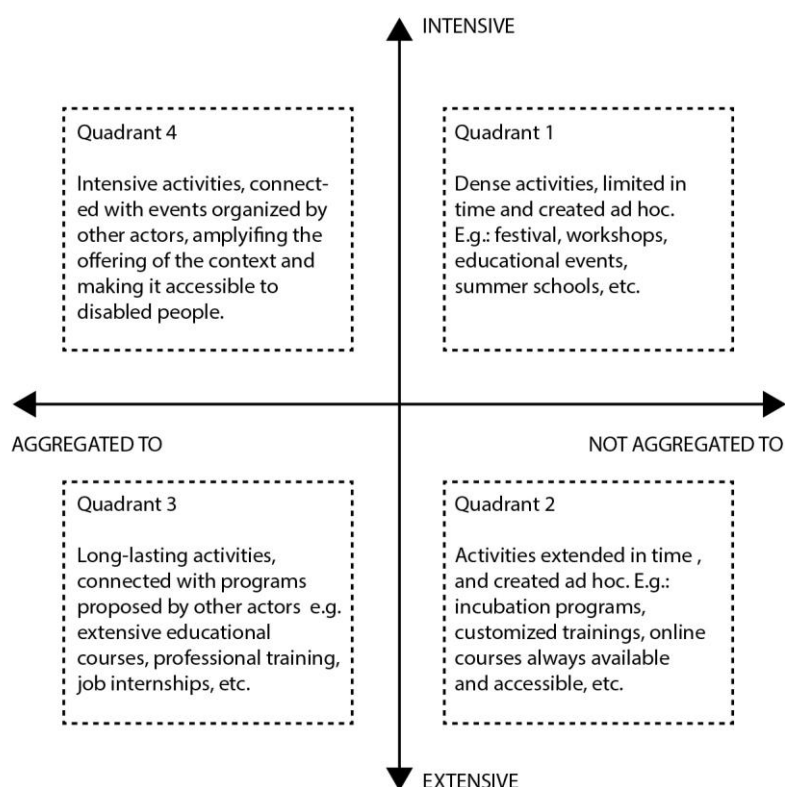 INTENSIVE
Quadrant 4
Intensive activities, connect-
ed with events organized by
other actors, amplyifing the
offering of the context and
making it accessible to
disabled people.
Quadrant 1
Dense activities, limited in
time and created ad hoc.
E.g.: festival, workshops,
educational events,
summer schools, etc.
AGGREGATED TO
NOT AGGREGATED TO
Quadrant 3
Long-lasting activities,
connected with programs
proposed by other actors e.g.
extensive educational
courses, professional training,
job internships, etc.
Quadrant 2
Activities extended in time ,
and created ad hoc. E.g.:
incubation programs,
customized trainings, online
courses always available
and accessible, etc.
EXTENSIVE